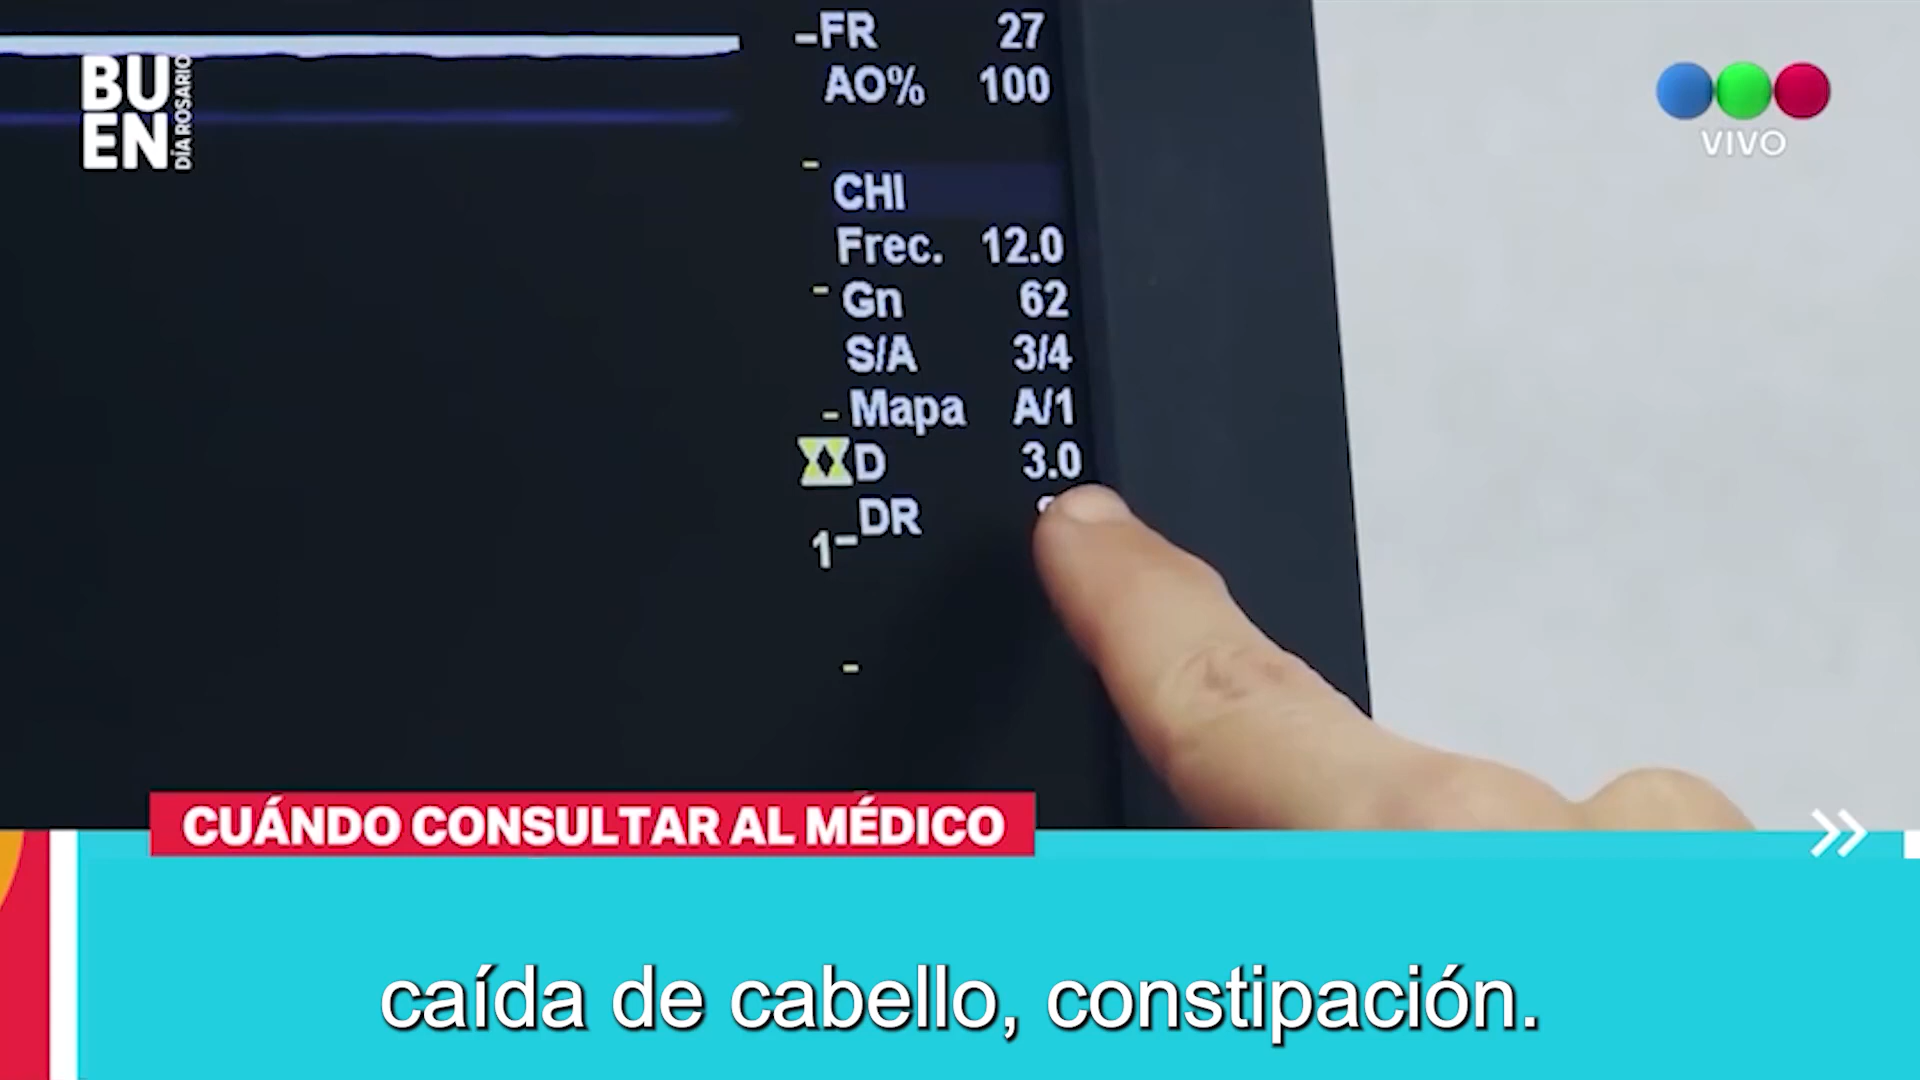 BU
EN
DÍA ROSARIO
FR 27
AO% 100
CHI
Frec. 12.0
Gn 62
S/A 3/4
Mapa A/1
D 3.0
DR
1
VIVO
CUÁNDO CONSULTAR AL MÉDICO
caída de cabello, constipación.